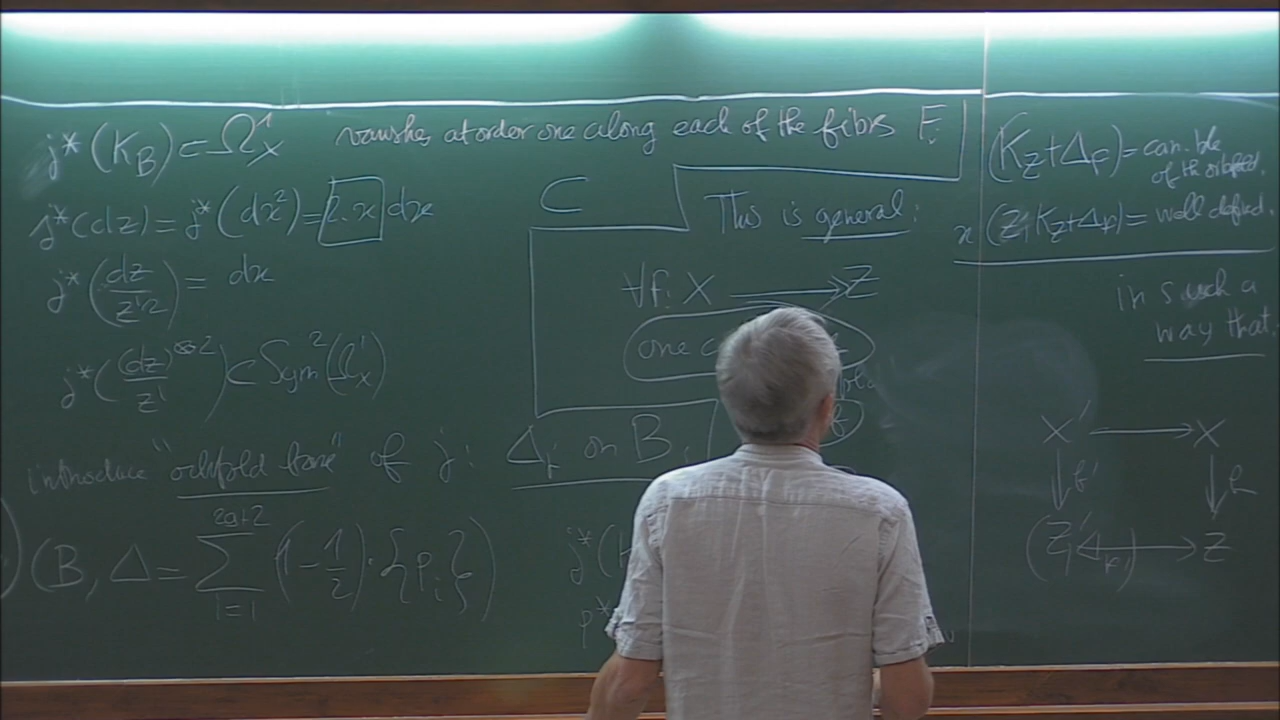 j*(K_B) ⊂ Ω¹_X vanishes at order one along each of the fibres F_i
j*(dz) = j*(dx²) = 2.x dx
j*(dz/z^{1/2}) = dx
j*((dz)^{⊗2}/z) ⊂ Sym²(Ω¹_X)
introduce "orbifold base" of j: Δ_j on B
(B, Δ = Σ_{i=1}^{2g+2} (1 - 1/2).{p_i})
C
This is general:
∀f: X → Z
one
j*(
p*
(K_Z + Δ_f) = can. ble
of the orbifold.
(Z, K_Z + Δ_f) = well defined.
in such a
way that
X' → X
↓ f' ↓ f
(Z', Δ_{f'}) → Z